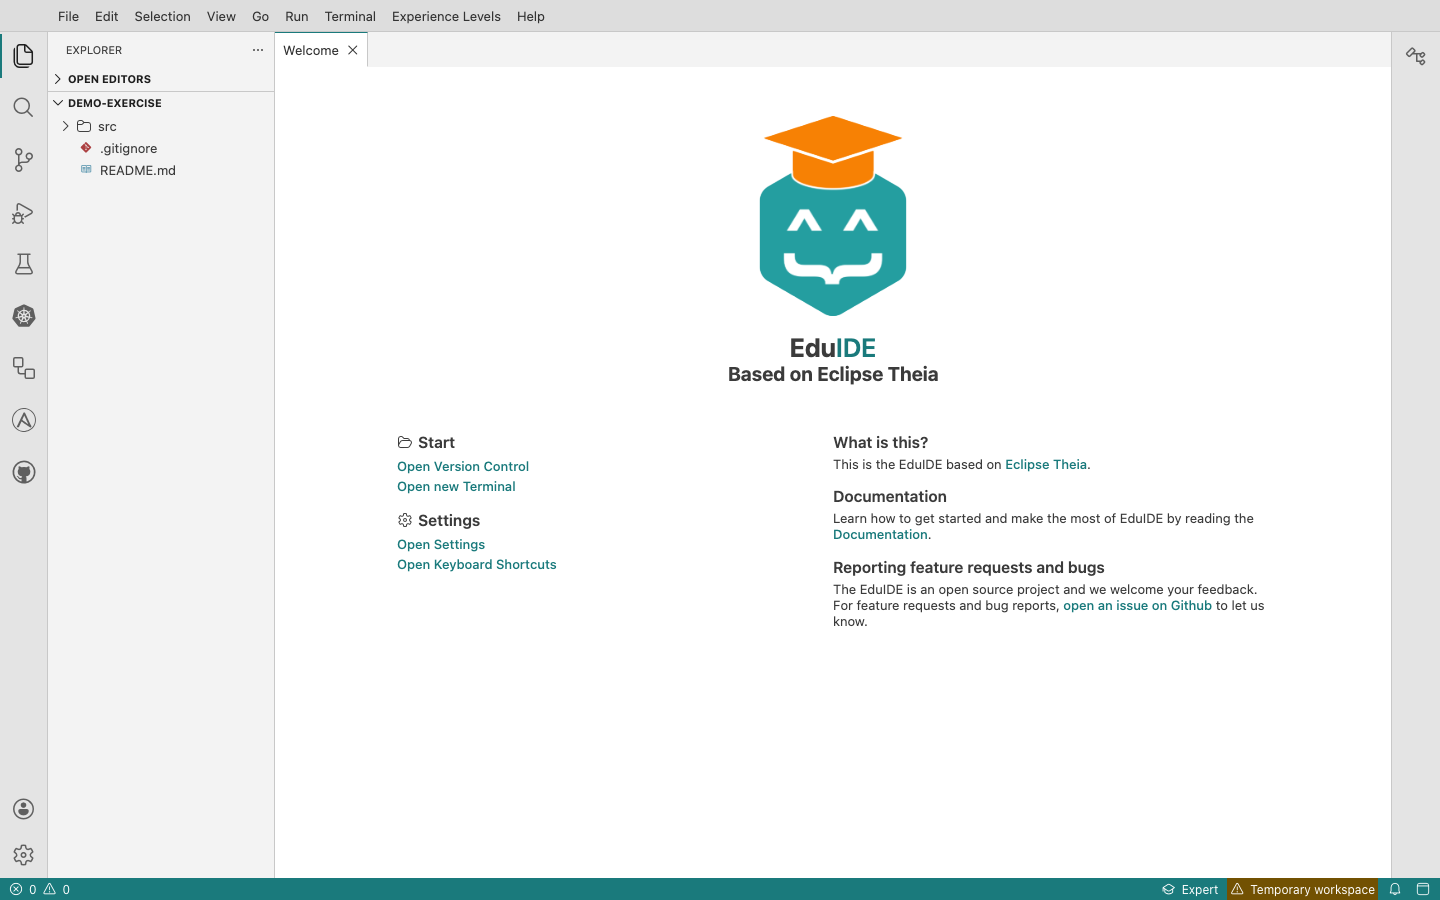 File Edit Selection View Go Run Terminal Experience Levels Help
EXPLORER
OPEN EDITORS
DEMO-EXERCISE
src
.gitignore
README.md
Welcome
EduIDE
Based on Eclipse Theia
Start
Open Version Control
Open new Terminal
Settings
Open Settings
Open Keyboard Shortcuts
What is this?
This is the EduIDE based on Eclipse Theia.
Documentation
Learn how to get started and make the most of EduIDE by reading the
Documentation.
Reporting feature requests and bugs
The EduIDE is an open source project and we welcome your feedback.
For feature requests and bug reports, open an issue on Github to let us
know.
0 0 Expert Temporary workspace